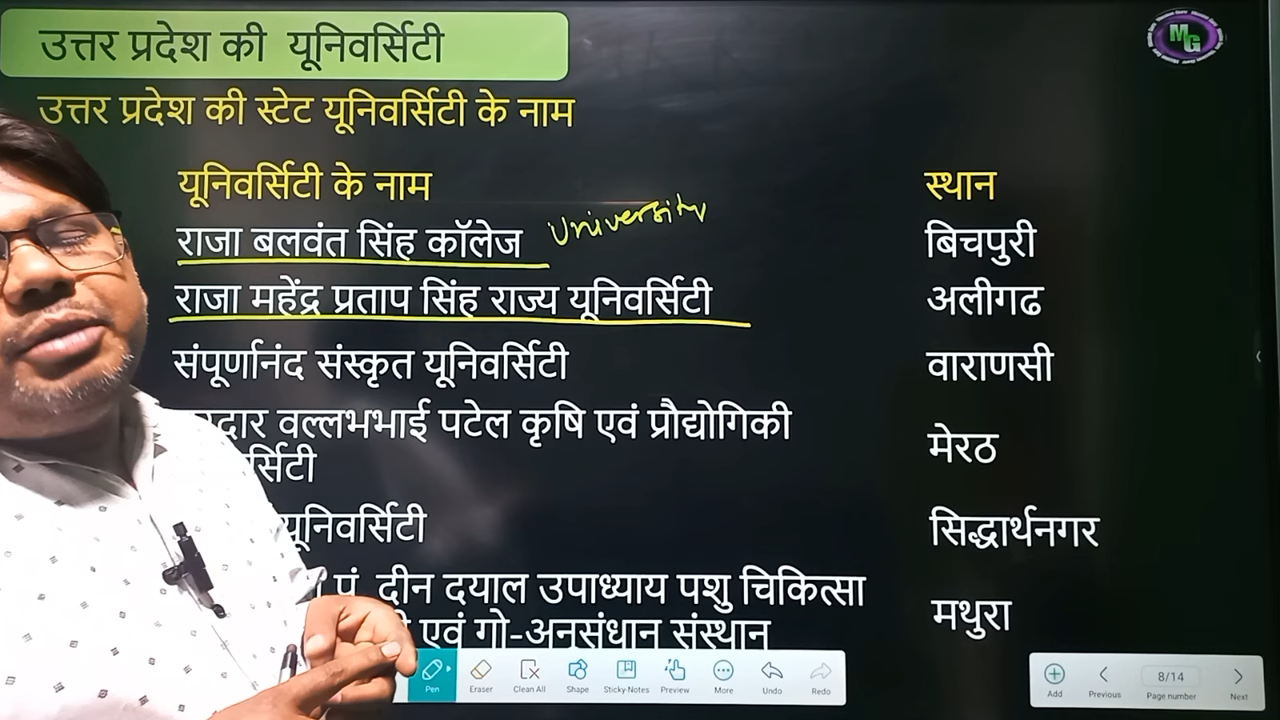 उत्तर प्रदेश की यूनिवर्सिटी
MG
उत्तर प्रदेश की स्टेट यूनिवर्सिटी के नाम
यूनिवर्सिटी के नाम स्थान
राजा बलवंत सिंह कॉलेज University बिचपुरी
राजा महेंद्र प्रताप सिंह राज्य यूनिवर्सिटी अलीगढ
संपूर्णानंद संस्कृत यूनिवर्सिटी वाराणसी
वल्लभभाई पटेल कृषि एवं प्रौद्योगिकी
मेरठ
यूनिवर्सिटी सिद्धार्थनगर
पं. दीन दयाल उपाध्याय पशु चिकित्सा
मथुरा
एवं गो-अनुसंधान संस्थान
Pen Eraser Clean All Shape Sticky Notes Preview More Undo Redo
Add Previous 8/14 Page number Next